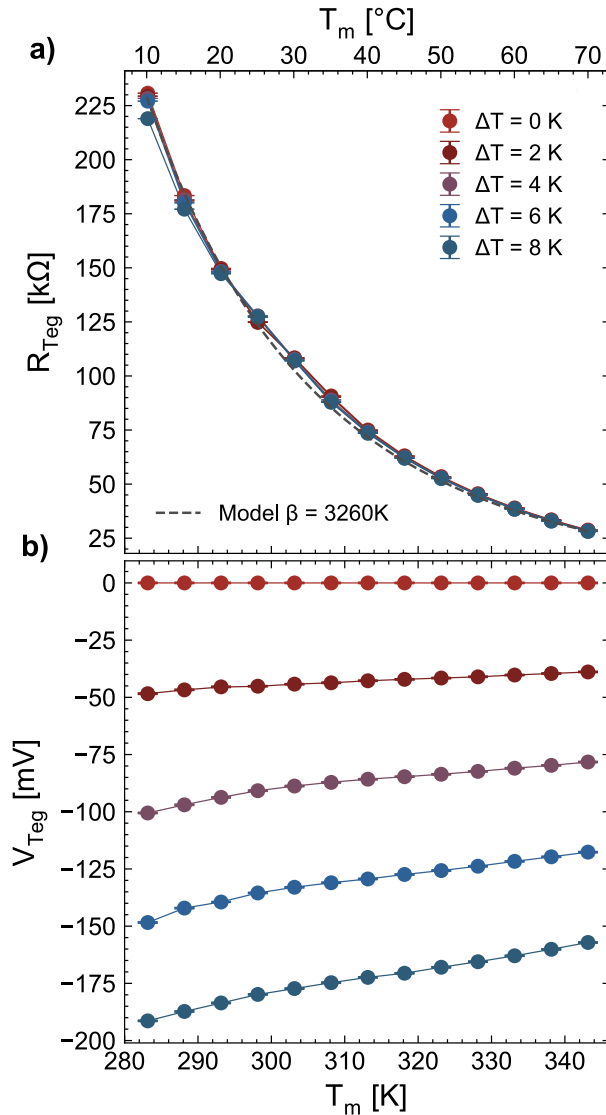 T_m [°C]
a)
10 20 30 40 50 60 70
R_Teg [kΩ]
225
200
175
150
125
100
75
50
25
ΔT = 0 K
ΔT = 2 K
ΔT = 4 K
ΔT = 6 K
ΔT = 8 K
Model β = 3260K
b)
V_Teg [mV]
0
−25
−50
−75
−100
−125
−150
−175
−200
280 290 300 310 320 330 340
T_m [K]